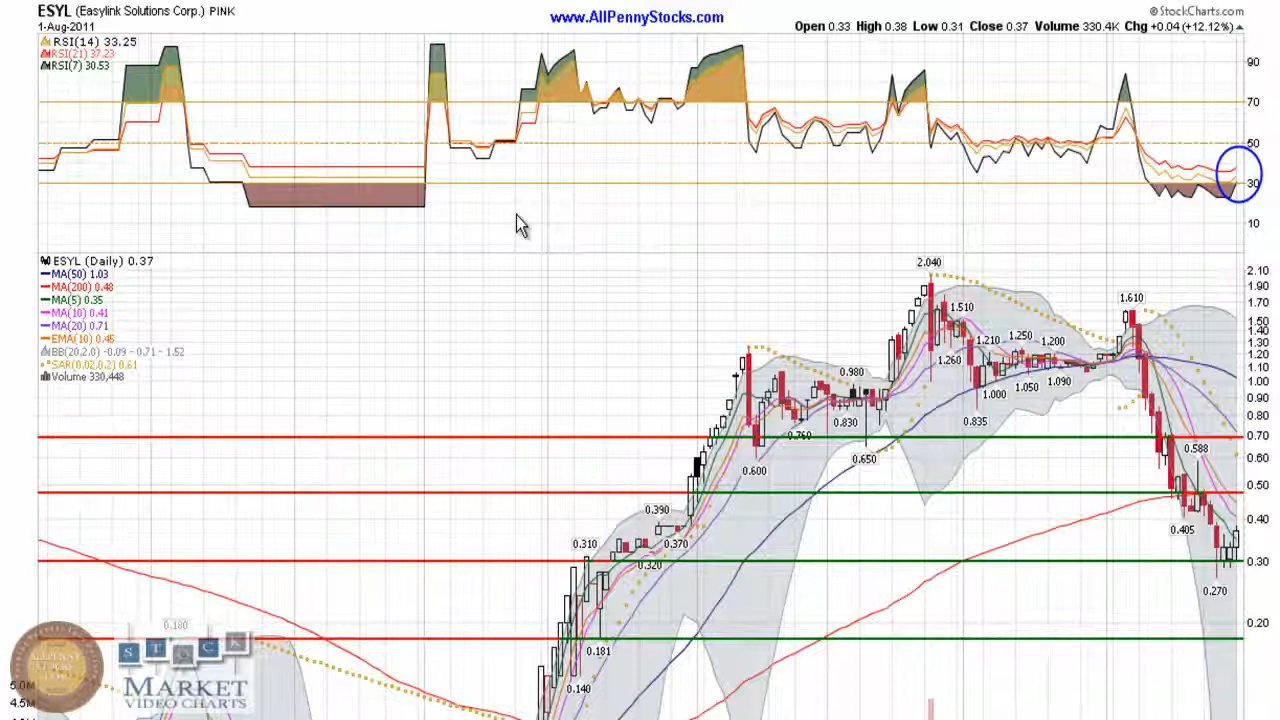 ESYL (Easylink Solutions Corp.) PINK
www.AllPennyStocks.com
© StockCharts.com
1-Aug-2011
Open 0.33 High 0.38 Low 0.31 Close 0.37 Volume 330.4K Chg +0.04 (+12.12%)
RSI(14) 33.25
RSI(21) 37.23
RSI(7) 30.53
90
70
50
30
10
ESYL (Daily) 0.37
MA(50) 1.03
MA(200) 0.48
MA(5) 0.35
MA(10) 0.41
MA(20) 0.71
EMA(10) 0.45
BB(20,2.0) -0.09 - 0.71 - 1.52
SAR(0.02,0.2) 0.61
Volume 330,448
2.040
1.510
1.260
1.210
1.000
1.250
1.050
1.200
1.090
1.610
0.980
0.830
0.835
0.760
0.650
0.600
0.588
0.405
0.390
0.370
0.310
0.320
0.270
0.180
0.181
0.140
2.10
1.90
1.70
1.50
1.30
1.20
1.10
1.00
0.90
0.80
0.70
0.60
0.50
0.40
0.30
0.20
5.0M
4.5M
STOCK
MARKET
VIDEO CHARTS